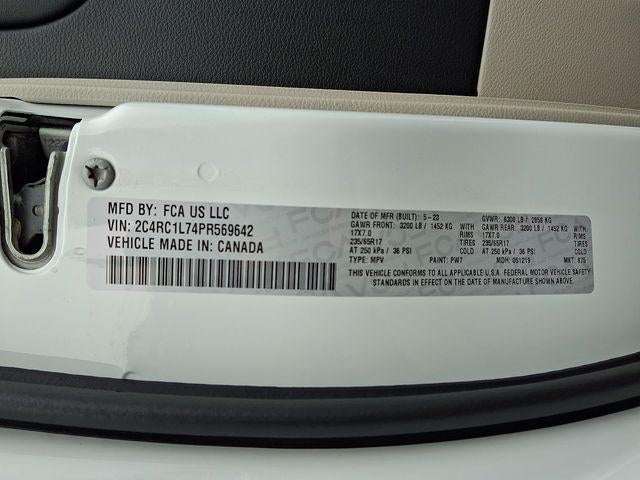 MFD BY: FCA US LLC
VIN: 2C4RC1L74PR569642
VEHICLE MADE IN: CANADA
DATE OF MFR (BUILT): 5-23 GVWR: 6300 LB / 2858 KG
GAWR FRONT: 3200 LB / 1452 KG WITH GAWR REAR: 3200 LB / 1452 KG WITH
17X7.0 RIMS 17X7.0 RIMS
235/65R17 TIRES 235/65R17 TIRES
AT 250 kPa / 36 PSI COLD AT 250 kPa / 36 PSI COLD
TYPE: MPV PAINT: PW7 MDH: 051219 MKT: K75
THIS VEHICLE CONFORMS TO ALL APPLICABLE U.S.A. FEDERAL MOTOR VEHICLE SAFETY
STANDARDS IN EFFECT ON THE DATE OF MANUFACTURE SHOWN ABOVE.